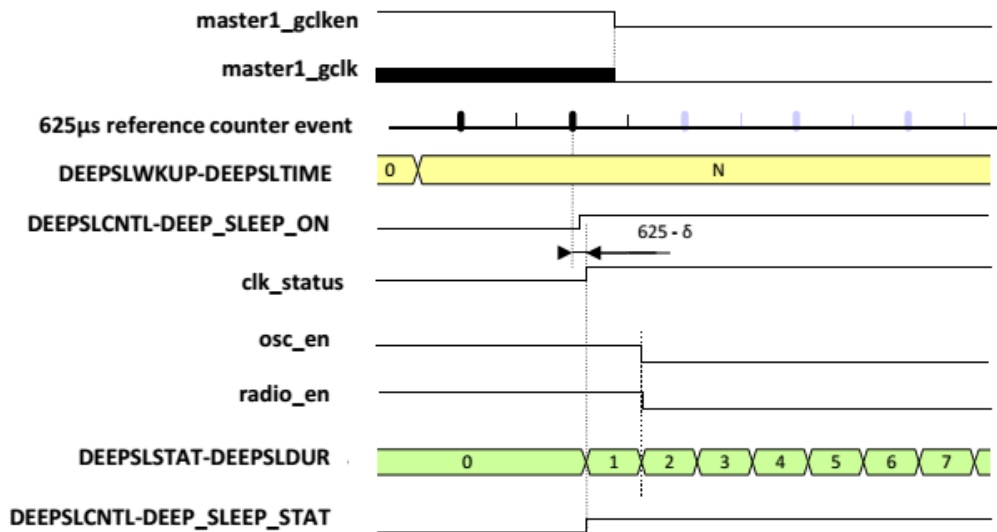 master1_gclken
master1_gclk
625µs reference counter event
DEEPSLWKUP-DEEPSLTIME
0 N
DEEPSLCNTL-DEEP_SLEEP_ON
625 - δ
clk_status
osc_en
radio_en
DEEPSLSTAT-DEEPSLDUR
0 1 2 3 4 5 6 7
DEEPSLCNTL-DEEP_SLEEP_STAT